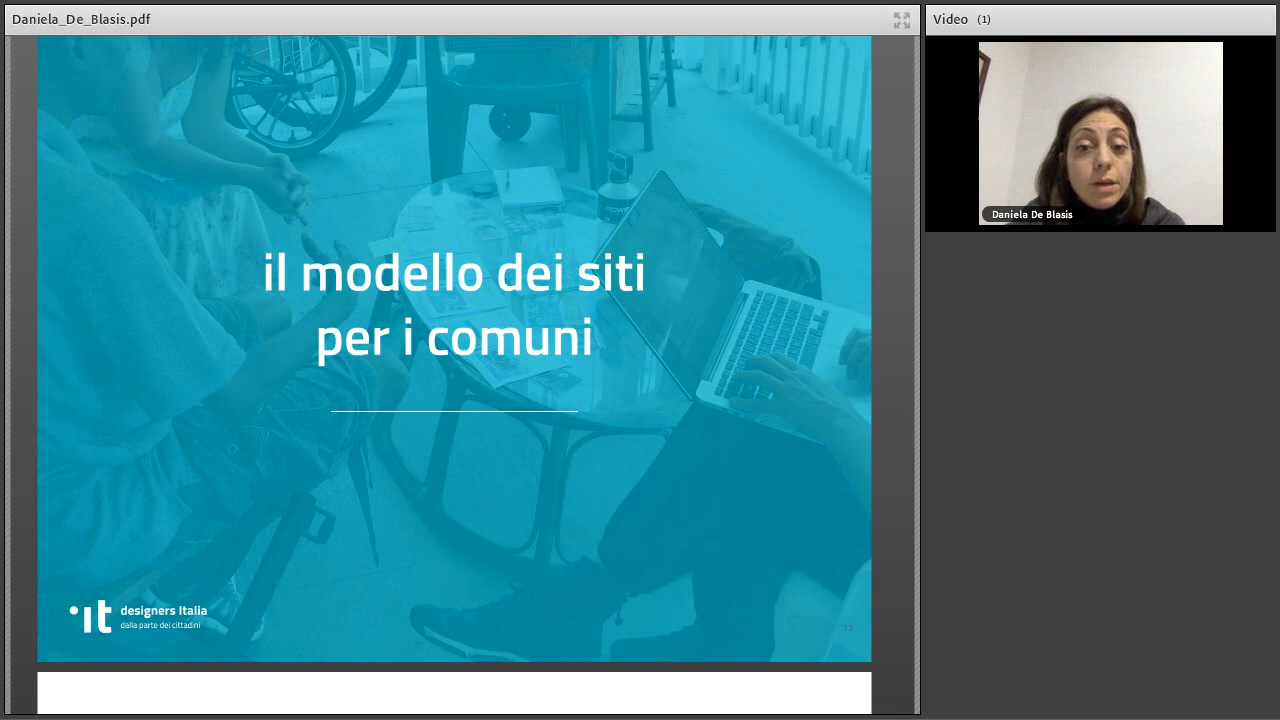 Daniela_De_Blasis.pdf
Video (1)
il modello dei siti
per i comuni
Daniela De Blasis
.it designers Italia
dalla parte dei cittadini
13